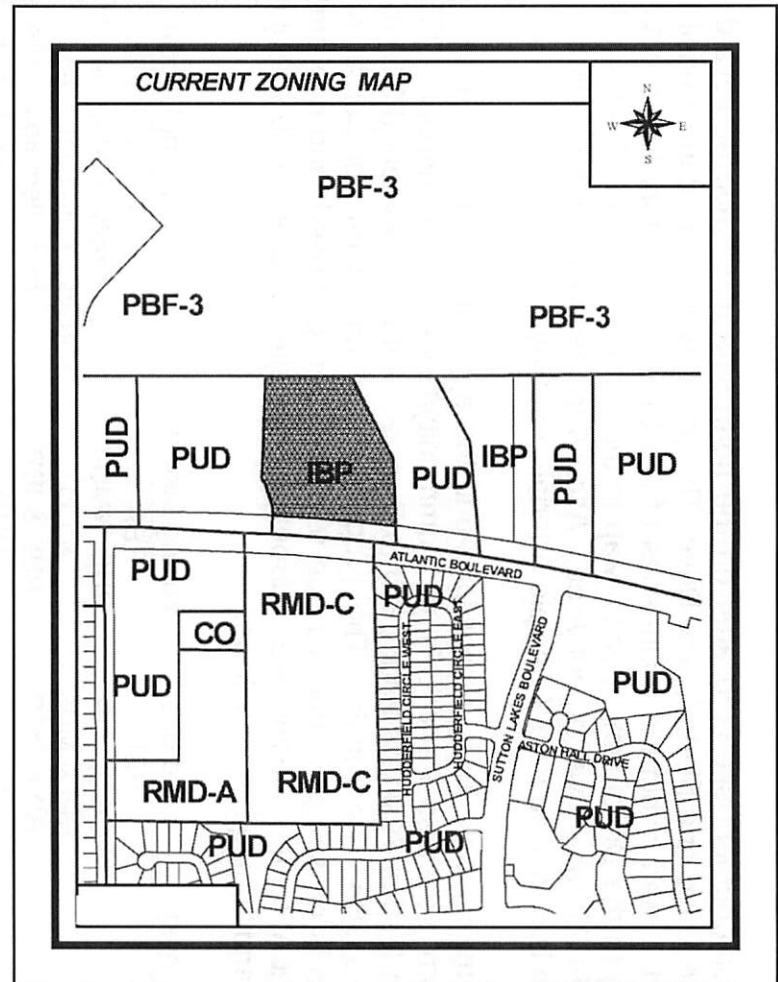 CURRENT ZONING MAP
N
W E
S
PBF-3
PBF-3
PBF-3
PUD
PUD
IBP
PUD
IBP
PUD
PUD
ATLANTIC BOULEVARD
PUD
RMD-C
PUD
CO
HUDDERFIELD CIRCLE WEST
HUDDERFIELD CIRCLE EAST
SUTTON LAKES BOULEVARD
PUD
PUD
ASTON HALL DRIVE
RMD-A
RMD-C
PUD
PUD
PUD